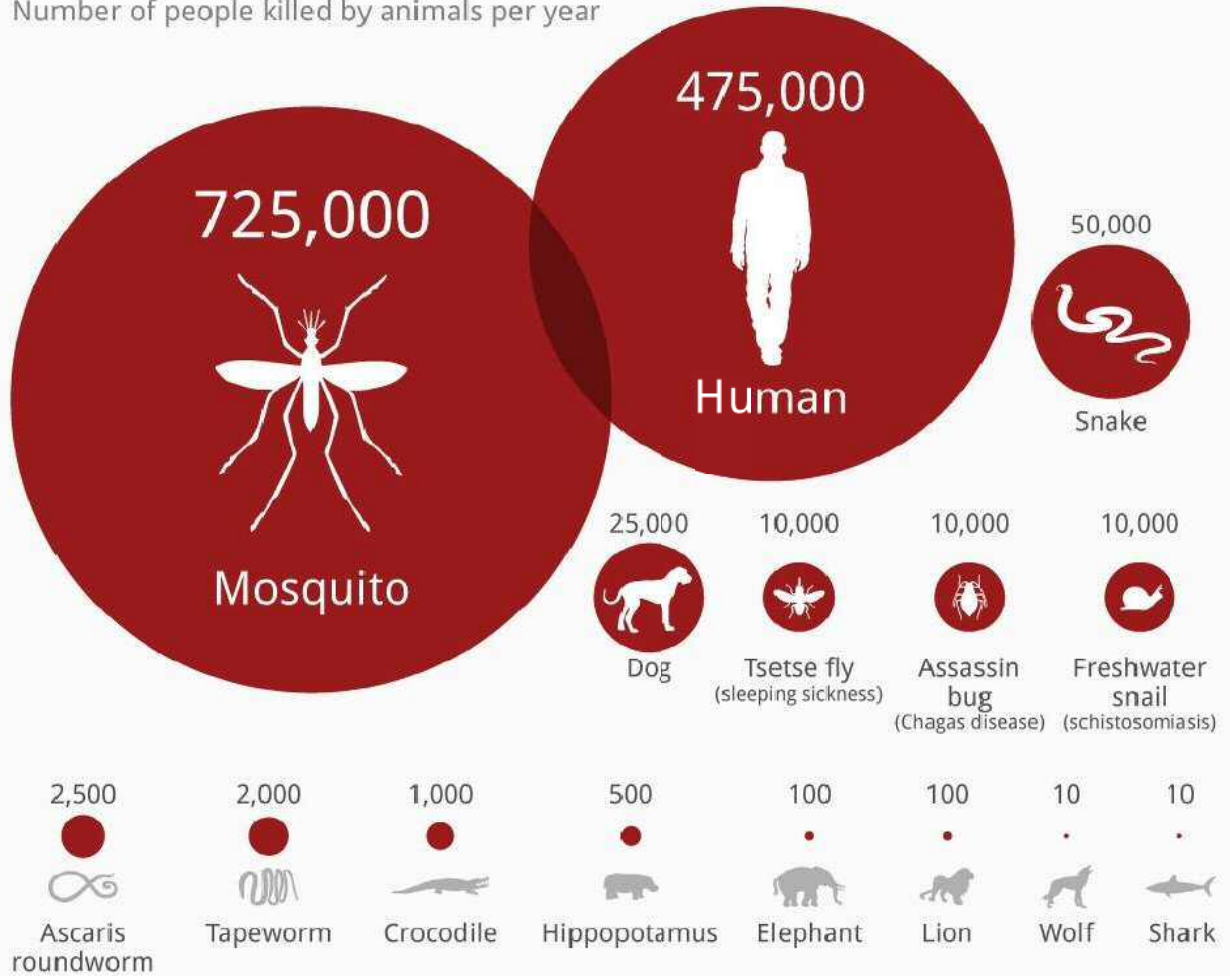 Number of people killed by animals per year
475,000
725,000
50,000
Human
Snake
25,000
10,000
10,000
10,000
Mosquito
Dog
Tsetse fly
(sleeping sickness)
Assassin
bug
(Chagas disease)
Freshwater
snail
(schistosomiasis)
2,500
2,000
1,000
500
100
100
10
10
Ascaris
roundworm
Tapeworm
Crocodile
Hippopotamus
Elephant
Lion
Wolf
Shark